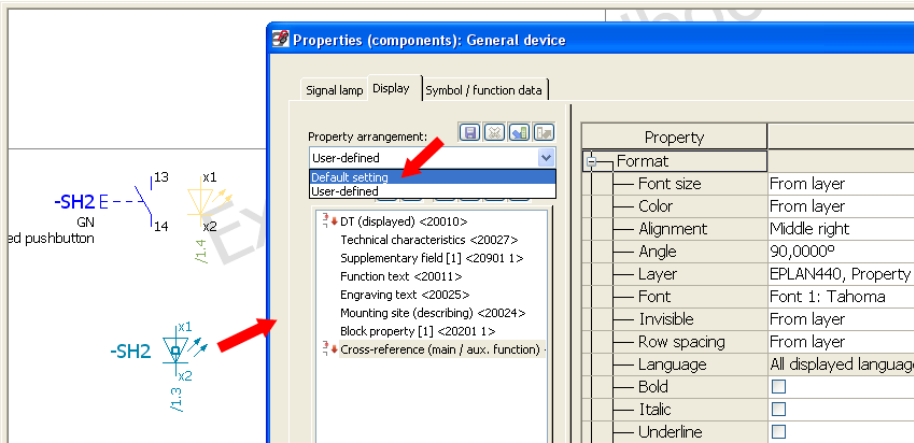 Properties (components): General device
Signal lamp Display Symbol / function data
Property arrangement:
User-defined
Default setting
User-defined
DT (displayed) <20010>
Technical characteristics <20027>
Supplementary field [1] <20901 1>
Function text <20011>
Engraving text <20025>
Mounting site (describing) <20024>
Block property [1] <20201 1>
Cross-reference (main / aux. function)
Property
Format
Font size From layer
Color From layer
Alignment Middle right
Angle 90,0000º
Layer EPLAN440, Property
Font Font 1: Tahoma
Invisible From layer
Row spacing From layer
Language All displayed language
Bold
Italic
Underline
-SH2 E 13 x1
GN
ed pushbutton 14 x2
/1.4
-SH2 x1
x2
/1.3